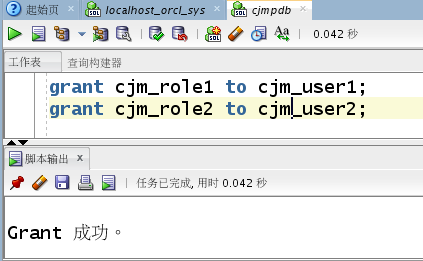 起始页 localhost_orcl_sys cjmpdb
0.042 秒
工作表 查询构建器
grant cjm_role1 to cjm_user1;
grant cjm_role2 to cjm_user2;
脚本输出 x
任务已完成, 用时 0.042 秒
Grant 成功。